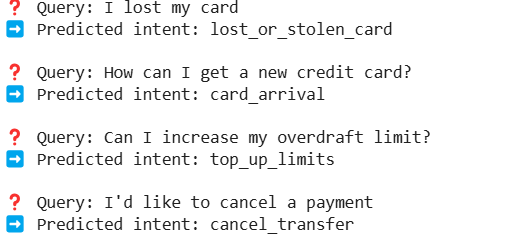 ❓ Query: I lost my card
➡️ Predicted intent: lost_or_stolen_card
❓ Query: How can I get a new credit card?
➡️ Predicted intent: card_arrival
❓ Query: Can I increase my overdraft limit?
➡️ Predicted intent: top_up_limits
❓ Query: I'd like to cancel a payment
➡️ Predicted intent: cancel_transfer